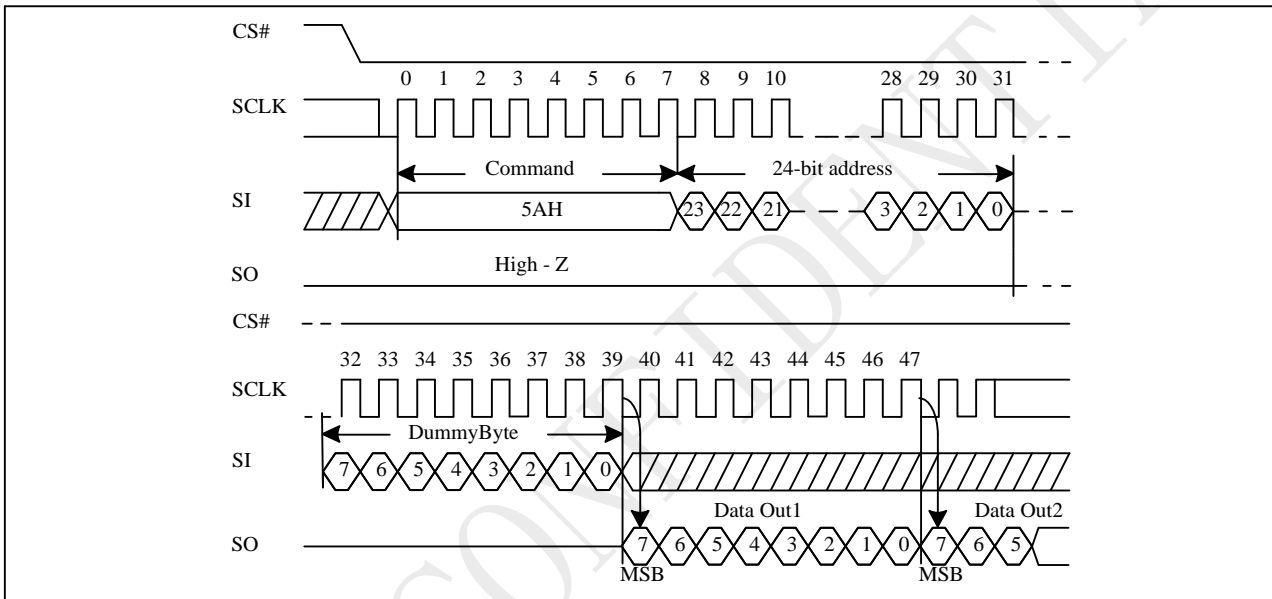 CS#
0 1 2 3 4 5 6 7 8 9 10 28 29 30 31
SCLK
Command 24-bit address
SI 5AH 23 22 21 3 2 1 0
High - Z
SO
CS#
32 33 34 35 36 37 38 39 40 41 42 43 44 45 46 47
SCLK
DummyByte
SI 7 6 5 4 3 2 1 0
Data Out1 Data Out2
SO 7 6 5 4 3 2 1 0 7 6 5
MSB MSB
CONFIDENTIA